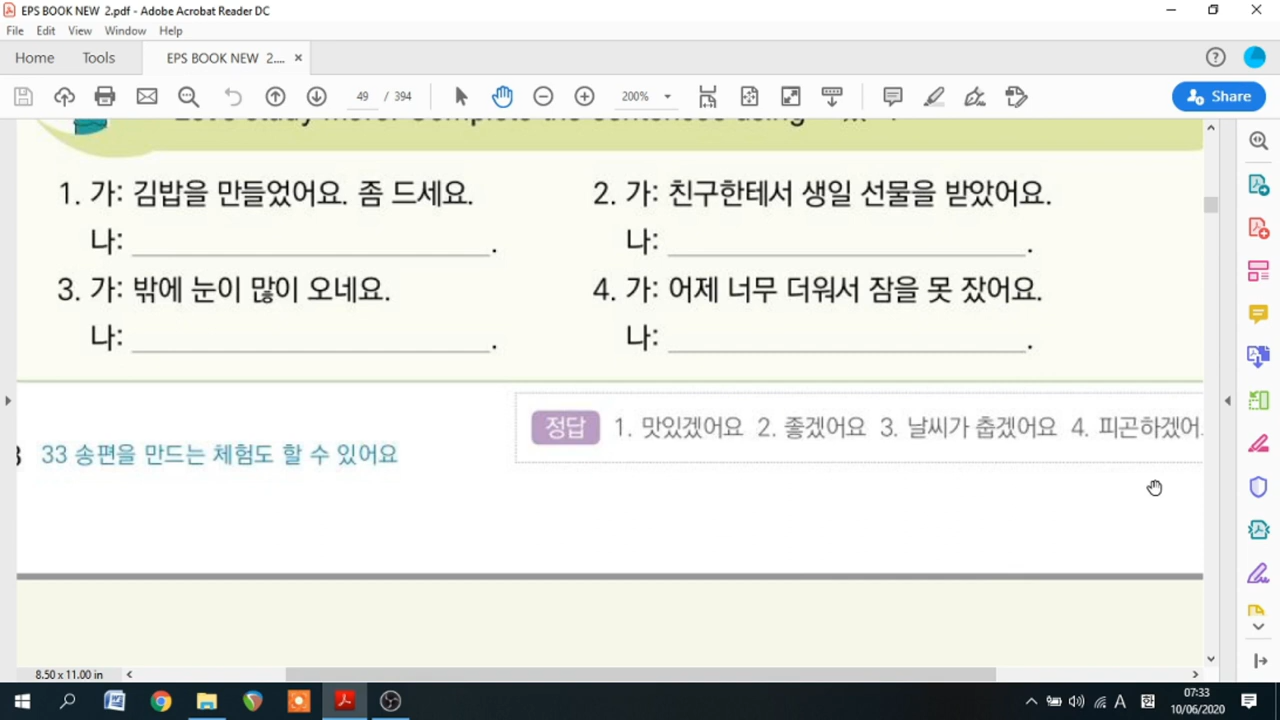 EPS BOOK NEW 2.pdf - Adobe Acrobat Reader DC
File Edit View Window Help
Home Tools EPS BOOK NEW 2.... ×
49 / 394 200% Share
1. 가: 김밥을 만들었어요. 좀 드세요.
나: ______________.
2. 가: 친구한테서 생일 선물을 받았어요.
나: ______________.
3. 가: 밖에 눈이 많이 오네요.
나: ______________.
4. 가: 어제 너무 더워서 잠을 못 잤어요.
나: ______________.
정답 1. 맛있겠어요 2. 좋겠어요 3. 날씨가 춥겠어요 4. 피곤하겠어
33 송편을 만드는 체험도 할 수 있어요
8.50 x 11.00 in
A 한 07:33
10/06/2020